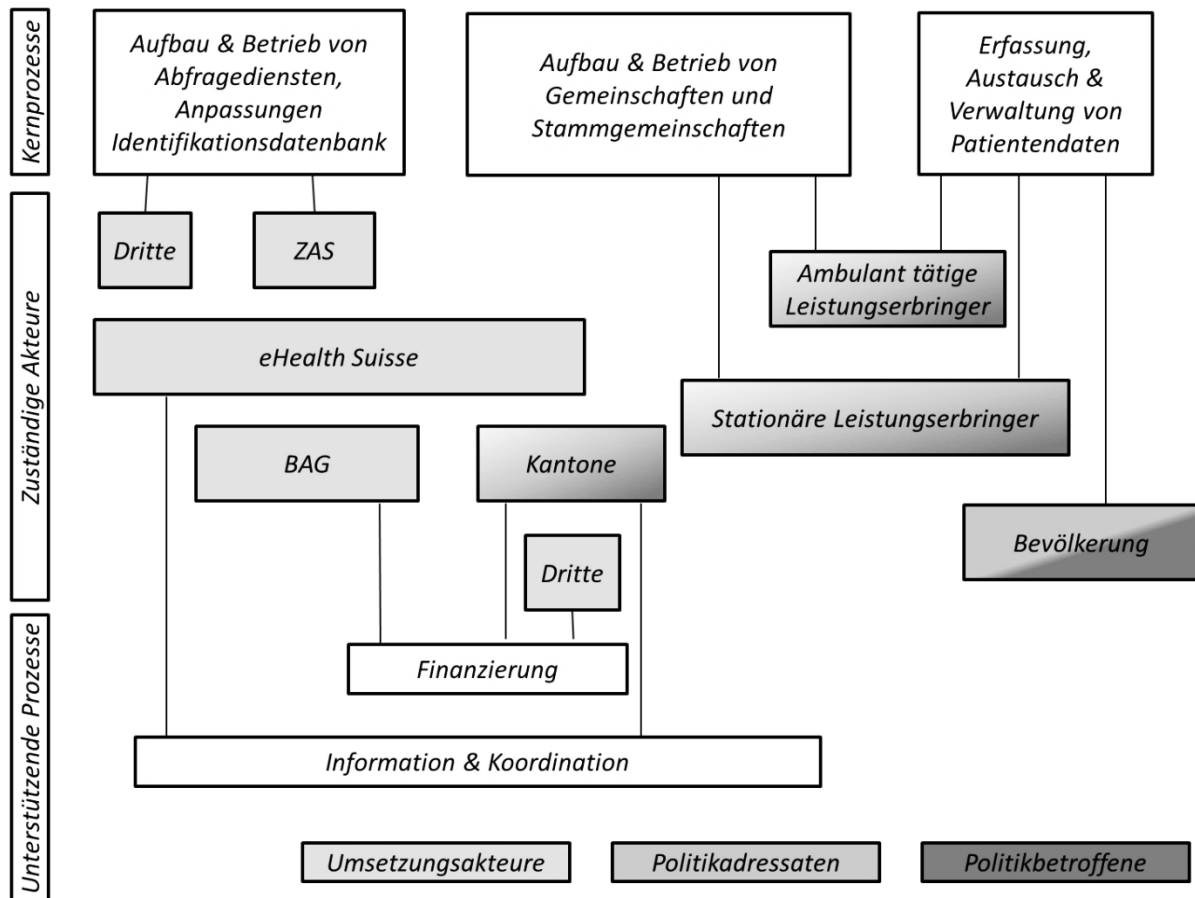 Kernprozesse
Aufbau & Betrieb von
Abfragediensten,
Anpassungen
Identifikationsdatenbank
Aufbau & Betrieb von
Gemeinschaften und
Stammgemeinschaften
Erfassung,
Austausch &
Verwaltung von
Patientendaten
Zuständige Akteure
Dritte
ZAS
Ambulant tätige
Leistungserbringer
eHealth Suisse
Stationäre Leistungserbringer
BAG
Kantone
Bevölkerung
Dritte
Unterstützende Prozesse
Finanzierung
Information & Koordination
Umsetzungsakteure
Politikadressaten
Politikbetroffene